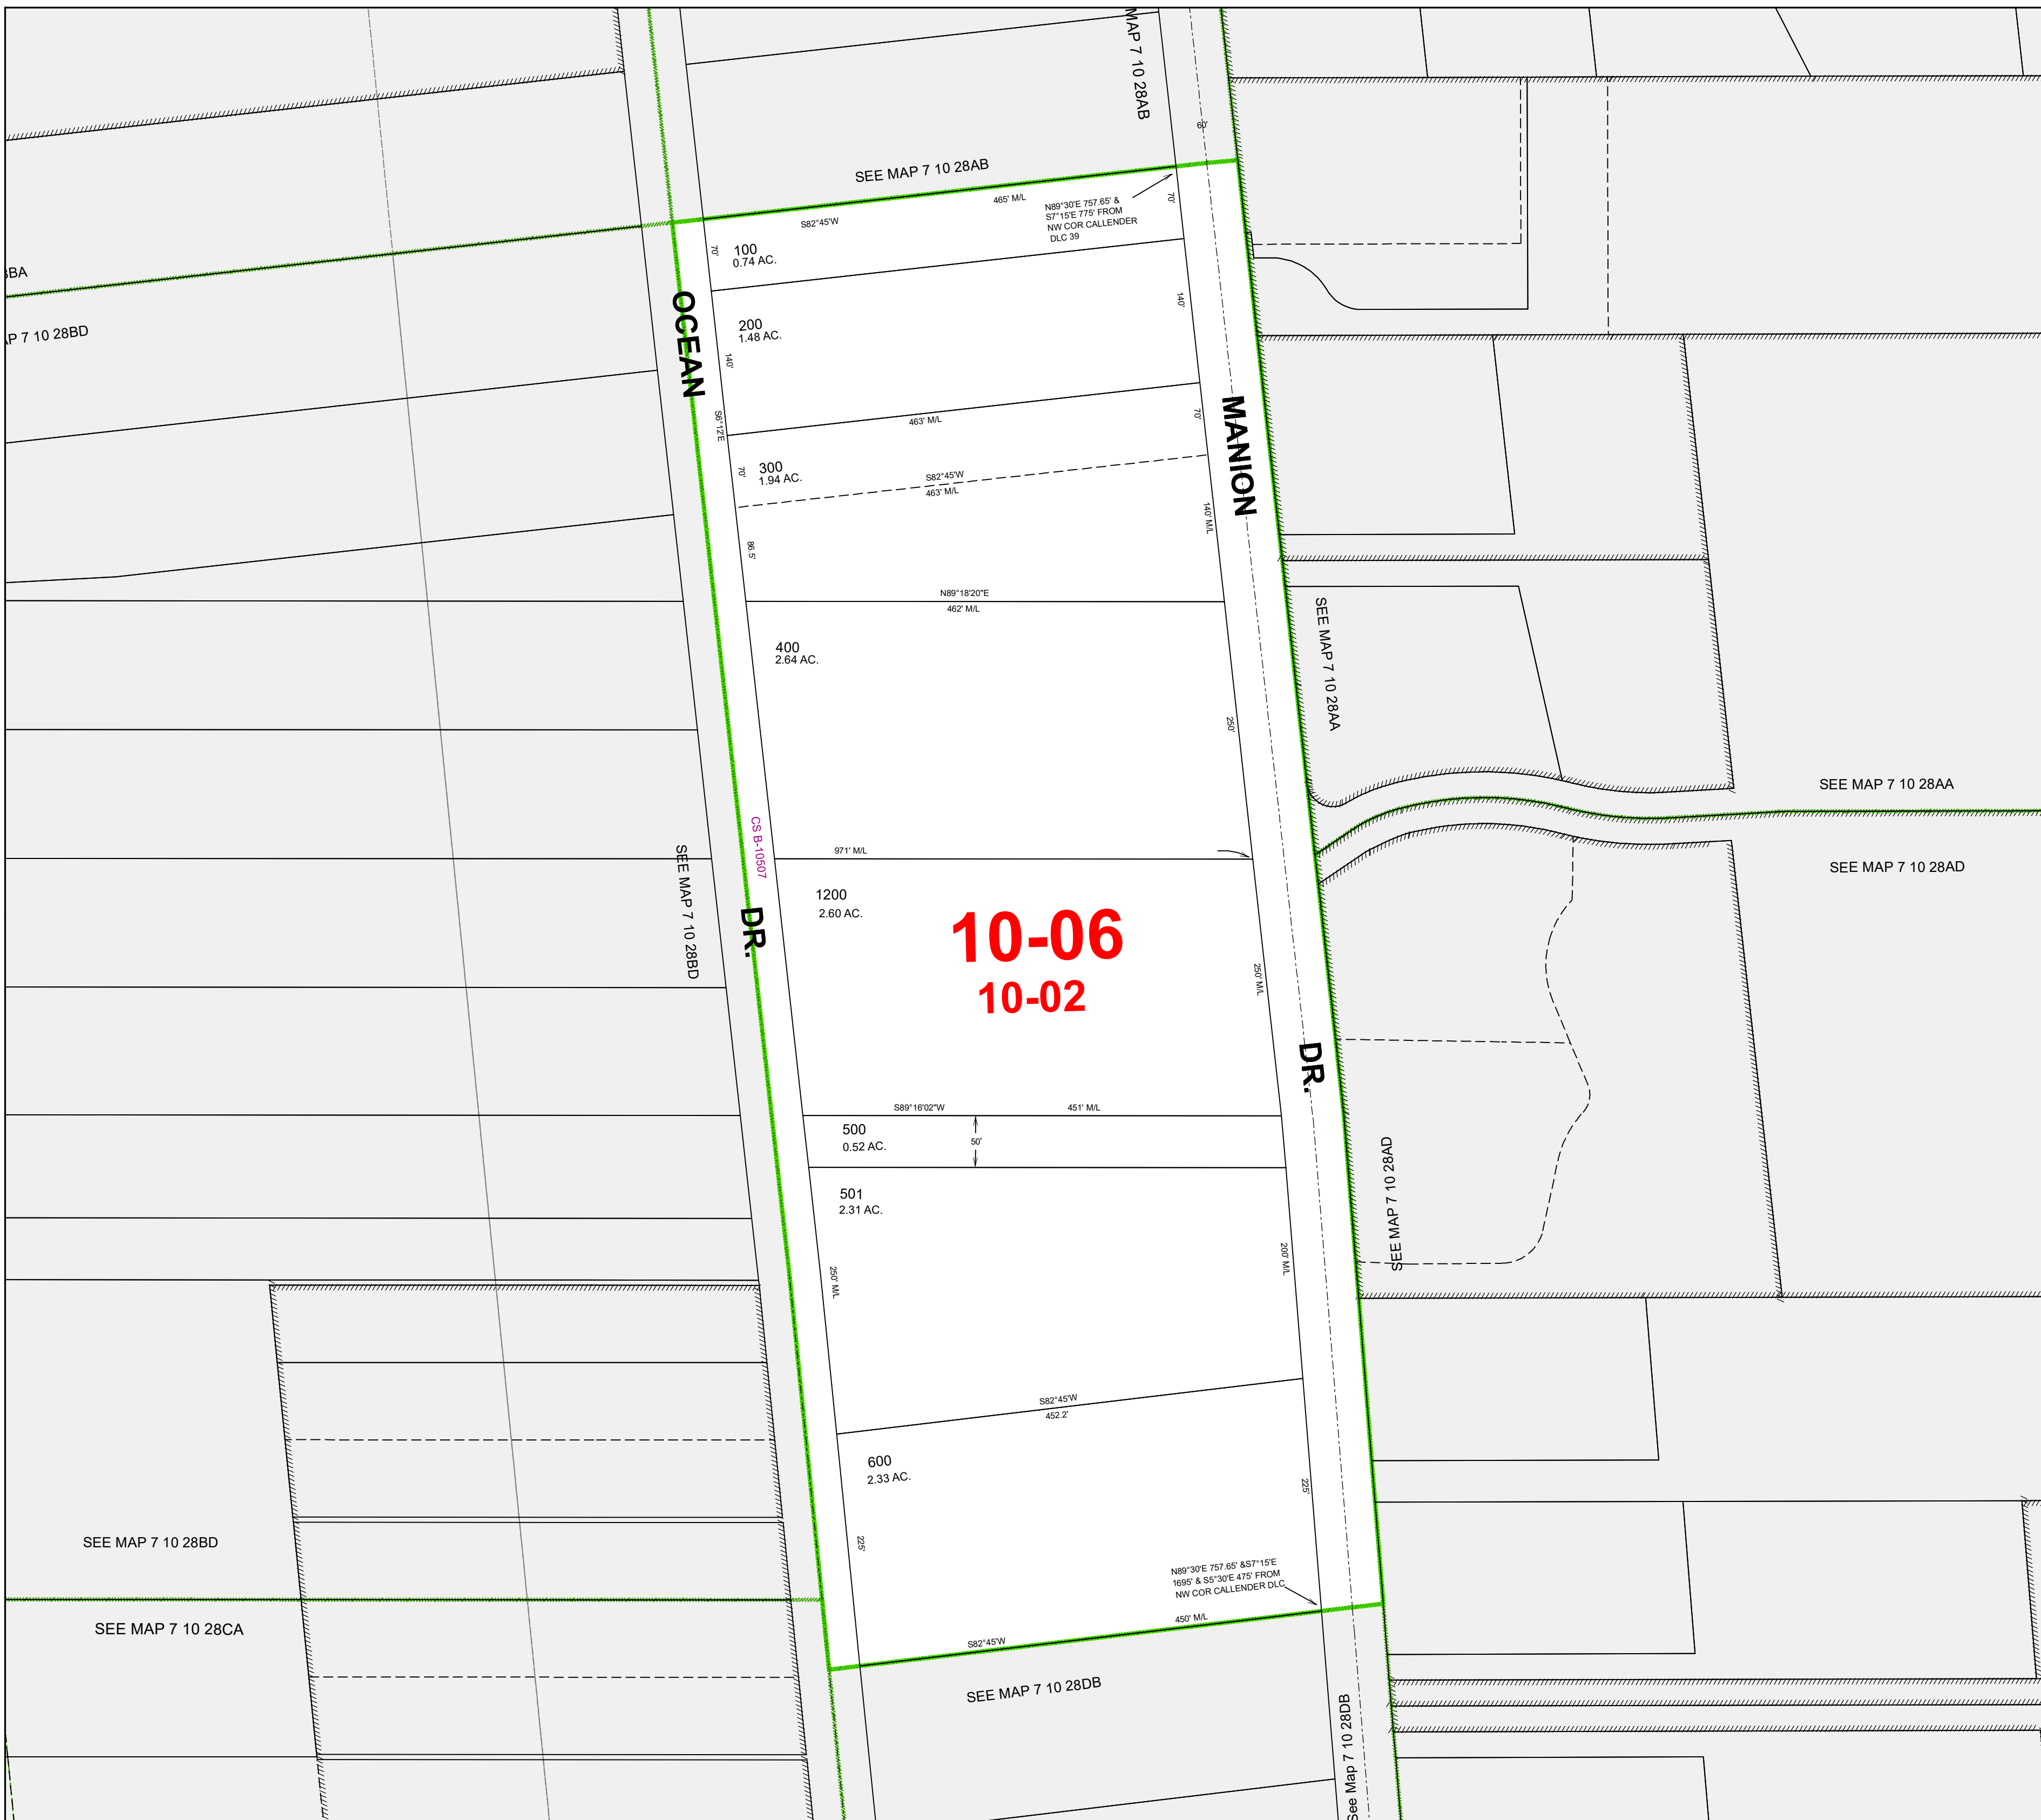 MAP 7 10 28AB
60'
SEE MAP 7 10 28AB
465' M/L
S82°45'W
N89°30'E 757.65' &
S7°15'E 775' FROM
NW COR CALLENDER
DLC 39
70'
70'
100
0.74 AC.
8BA
AP 7 10 28BD
OCEAN
200
1.48 AC.
140'
140'
S6°12'E
463' M/L
70'
MANION
70'
300
1.94 AC.
S82°45'W
463' M/L
140' M/L
86.5'
N89°18'20"E
462' M/L
SEE MAP 7 10 28AA
400
2.64 AC.
250'
SEE MAP 7 10 28AA
CS B-10507
971' M/L
SEE MAP 7 10 28BD
SEE MAP 7 10 28AD
1200
2.60 AC.
DR.
10-06
10-02
250' M/L
DR.
S89°16'02"W
451' M/L
500
0.52 AC.
50'
SEE MAP 7 10 28AD
501
2.31 AC.
200' M/L
250' M/L
S82°45'W
452.2'
600
2.33 AC.
225'
225'
SEE MAP 7 10 28BD
N89°30'E 757.65' &S7°15'E
1695' & S5°30'E 475' FROM
NW COR CALLENDER DLC
SEE MAP 7 10 28CA
450' M/L
S82°45'W
SEE MAP 7 10 28DB
See Map 7 10 28DB